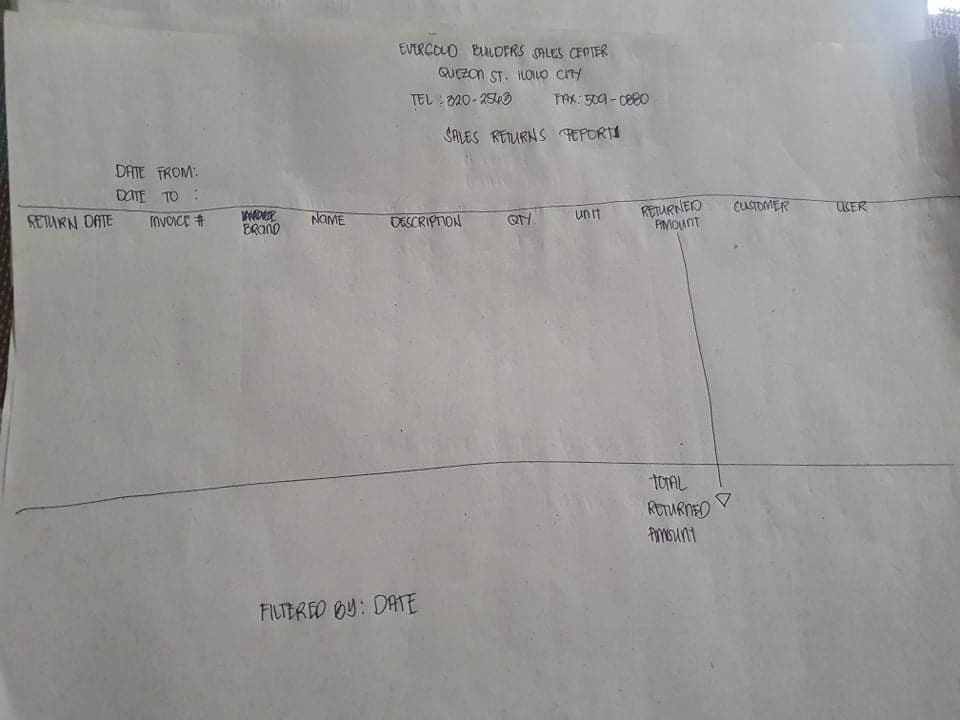 EVERGOLD BUILDERS SALES CENTER
QUEZON ST. ILOILO CITY
TEL : 320-2543 FAX: 509-0880
SALES RETURNS REPORT
DATE FROM:
DATE TO :
RETURN DATE INVOICE # BRAND NAME DESCRIPTION QTY UNIT RETURNED AMOUNT CUSTOMER USER
TOTAL
RETURNED
AMOUNT
FILTERED BY: DATE